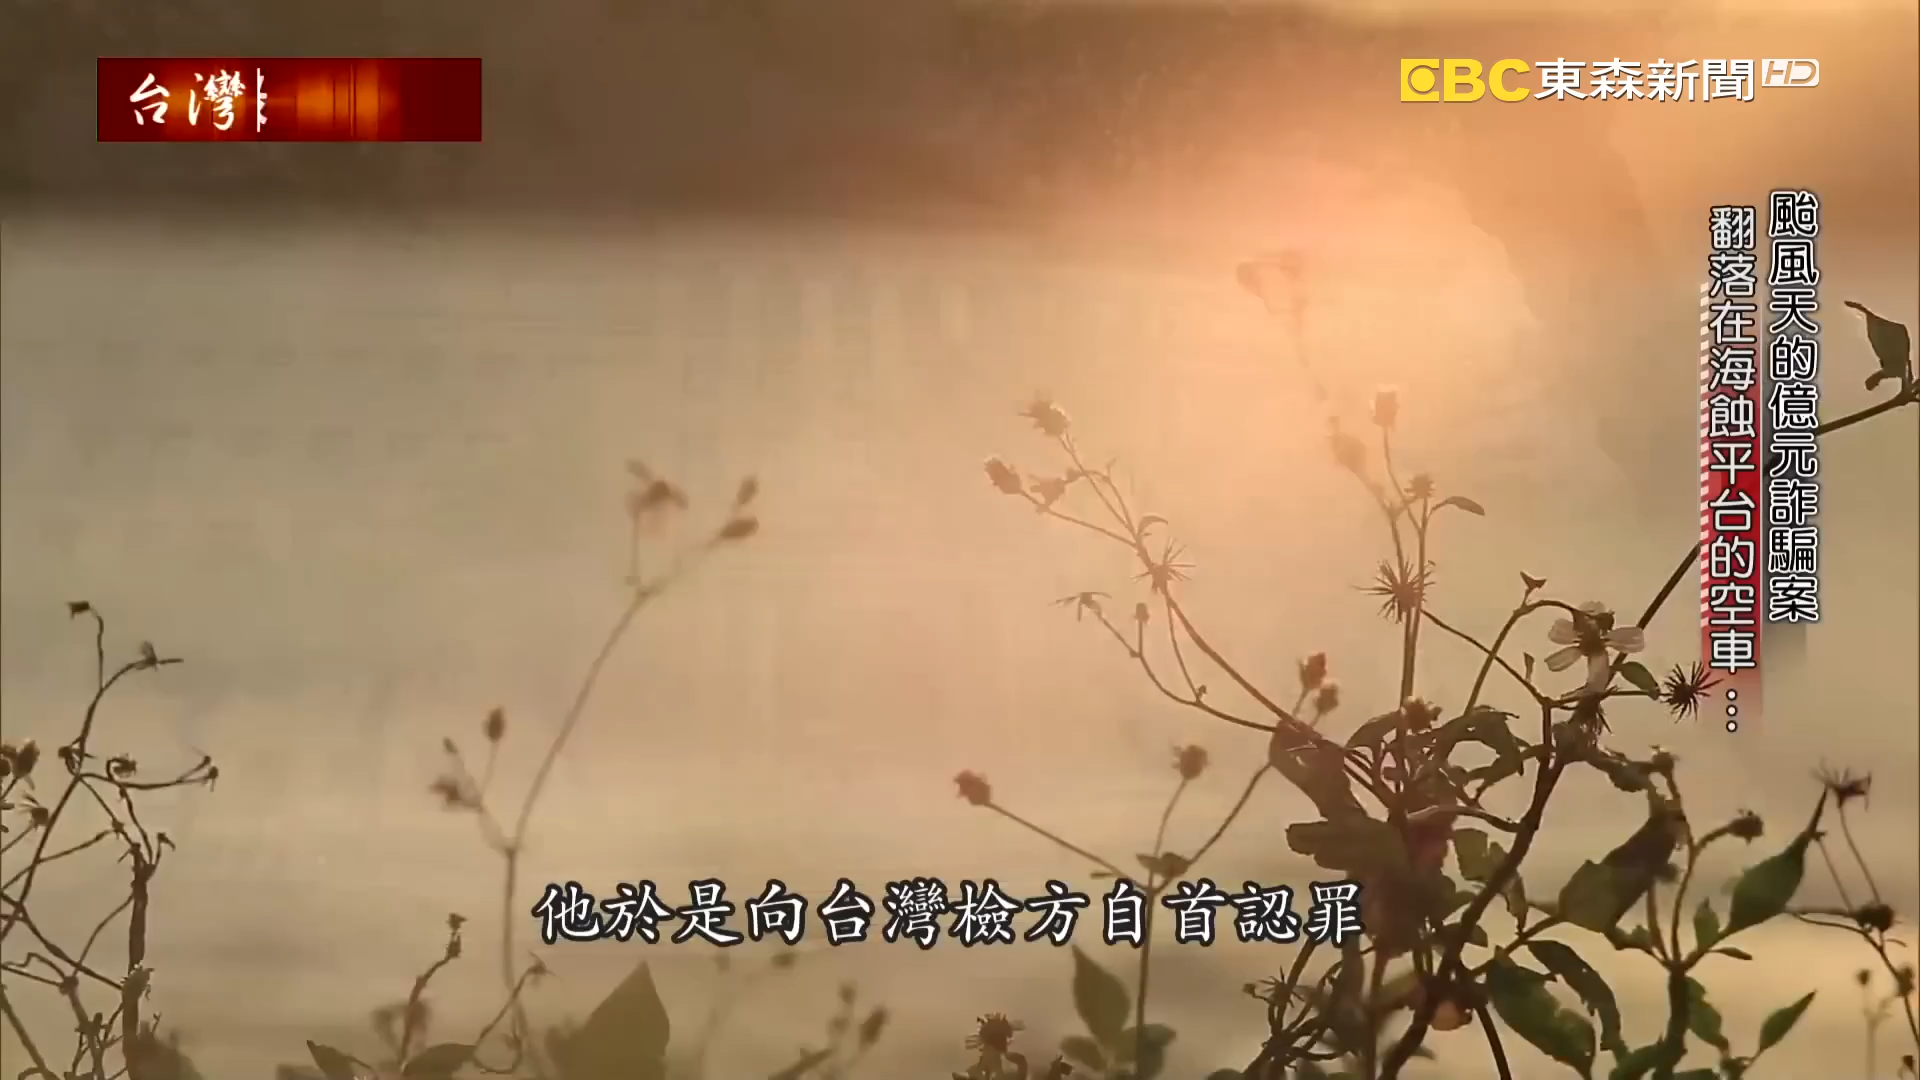 台灣
EBC東森新聞HD
颱風天的億元詐騙案
翻落在海蝕平台的空車…
他於是向台灣檢方自首認罪